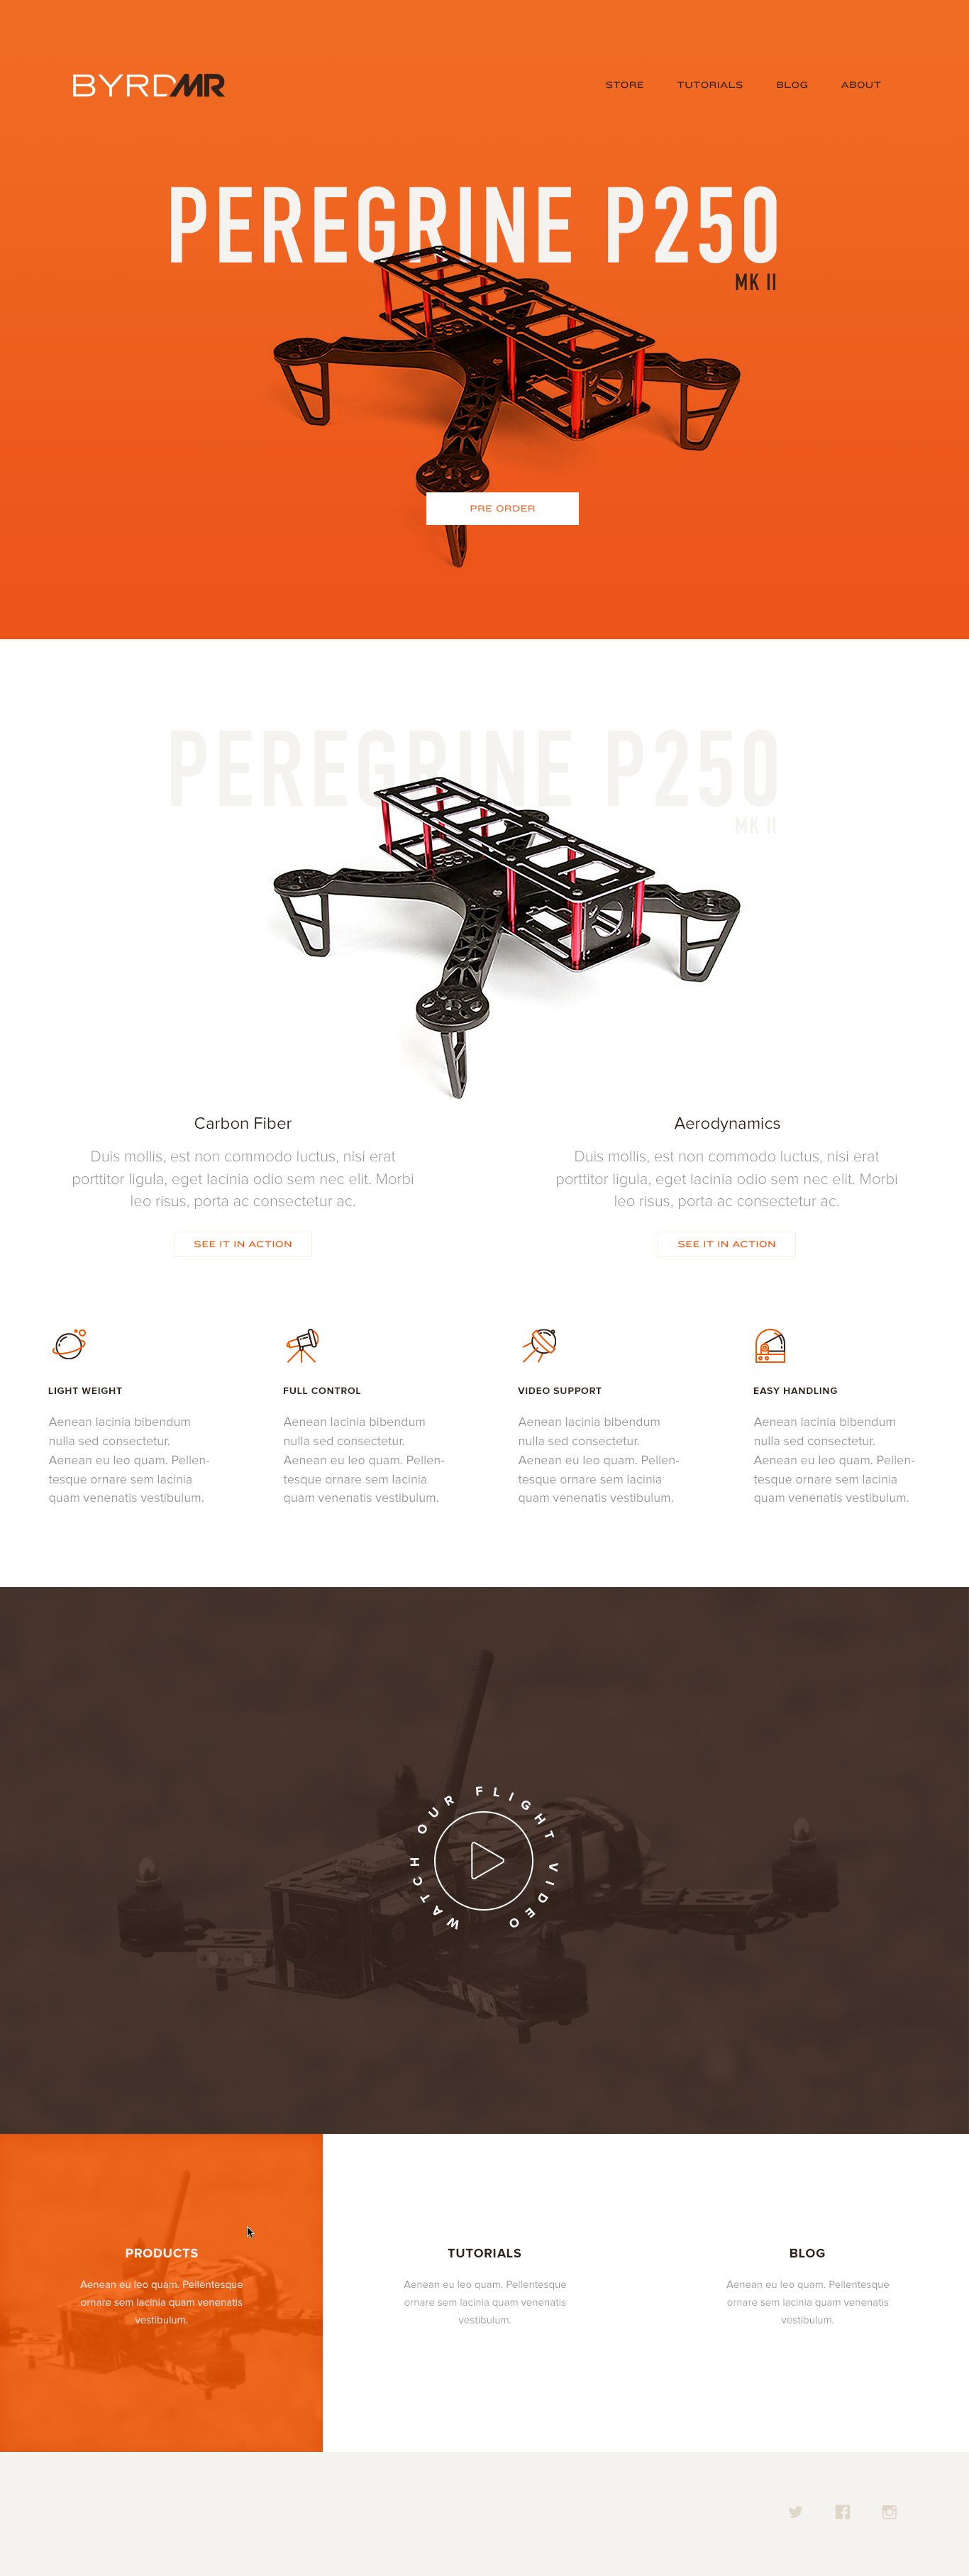 BYRDMR
STORE TUTORIALS BLOG ABOUT
PEREGRINE P250
MK II
PRE ORDER
PEREGRINE P250
MK II
Carbon Fiber
Duis mollis, est non commodo luctus, nisi erat
porttitor ligula, eget lacinia odio sem nec elit. Morbi
leo risus, porta ac consectetur ac.
SEE IT IN ACTION
Aerodynamics
Duis mollis, est non commodo luctus, nisi erat
porttitor ligula, eget lacinia odio sem nec elit. Morbi
leo risus, porta ac consectetur ac.
SEE IT IN ACTION
LIGHT WEIGHT
Aenean lacinia bibendum
nulla sed consectetur.
Aenean eu leo quam. Pellen-
tesque ornare sem lacinia
quam venenatis vestibulum.
FULL CONTROL
Aenean lacinia bibendum
nulla sed consectetur.
Aenean eu leo quam. Pellen-
tesque ornare sem lacinia
quam venenatis vestibulum.
VIDEO SUPPORT
Aenean lacinia bibendum
nulla sed consectetur.
Aenean eu leo quam. Pellen-
tesque ornare sem lacinia
quam venenatis vestibulum.
EASY HANDLING
Aenean lacinia bibendum
nulla sed consectetur.
Aenean eu leo quam. Pellen-
tesque ornare sem lacinia
quam venenatis vestibulum.
WATCH OUR FLIGHT VIDEO
PRODUCTS
Aenean eu leo quam. Pellentesque
ornare sem lacinia quam venenatis
vestibulum.
TUTORIALS
Aenean eu leo quam. Pellentesque
ornare sem lacinia quam venenatis
vestibulum.
BLOG
Aenean eu leo quam. Pellentesque
ornare sem lacinia quam venenatis
vestibulum.